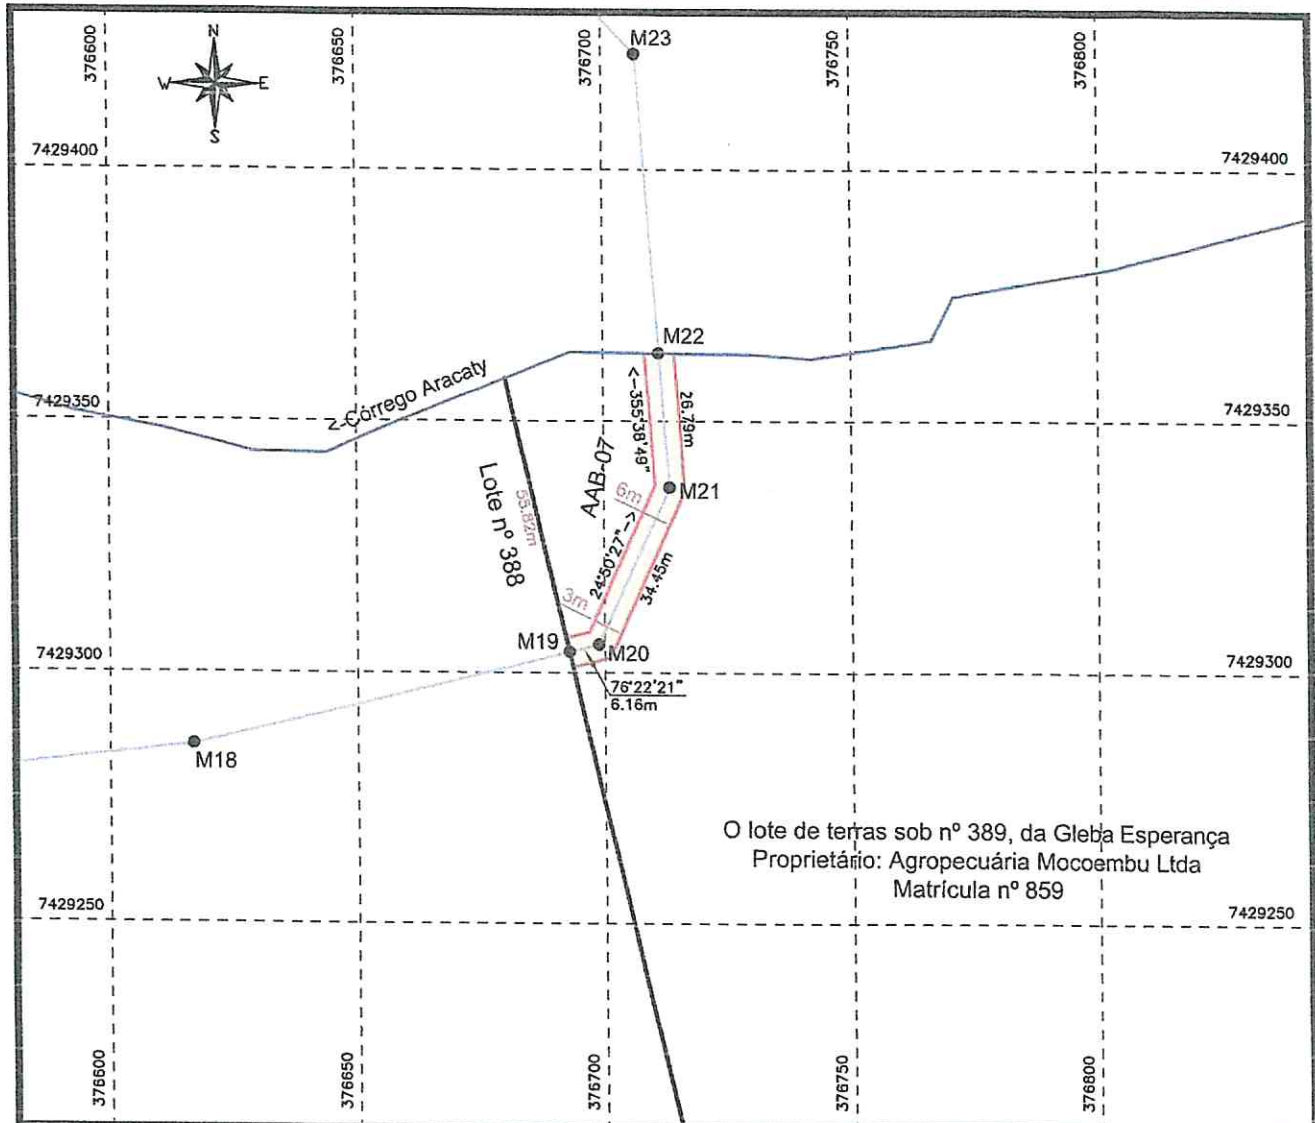 376600
376650
376700
376750
376800
N
W
E
S
M23
7429400
7429400
M22
<-Córrego Aracaty
7429350
7429350
<--355°38'49"
26.79m
AAB-07
M21
6m
Lote nº 388
55.82m
24°50'27"-->
34.45m
3m
M19
M20
7429300
7429300
76°22'21"
6.16m
M18
O lote de terras sob nº 389, da Gleba Esperança
Proprietário: Agropecuária Mocoembu Ltda
Matrícula nº 859
7429250
7429250
376600
376650
376700
376750
376800